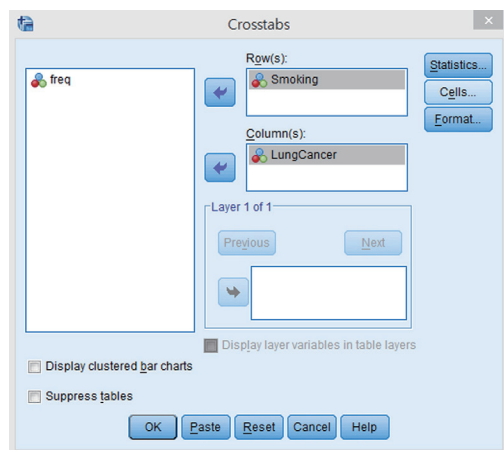 Crosstabs
freq
Row(s):
Smoking
Column(s):
LungCancer
Statistics...
Cells...
Format...
Layer 1 of 1
Previous
Next
Display layer variables in table layers
Display clustered bar charts
Suppress tables
OK
Paste
Reset
Cancel
Help